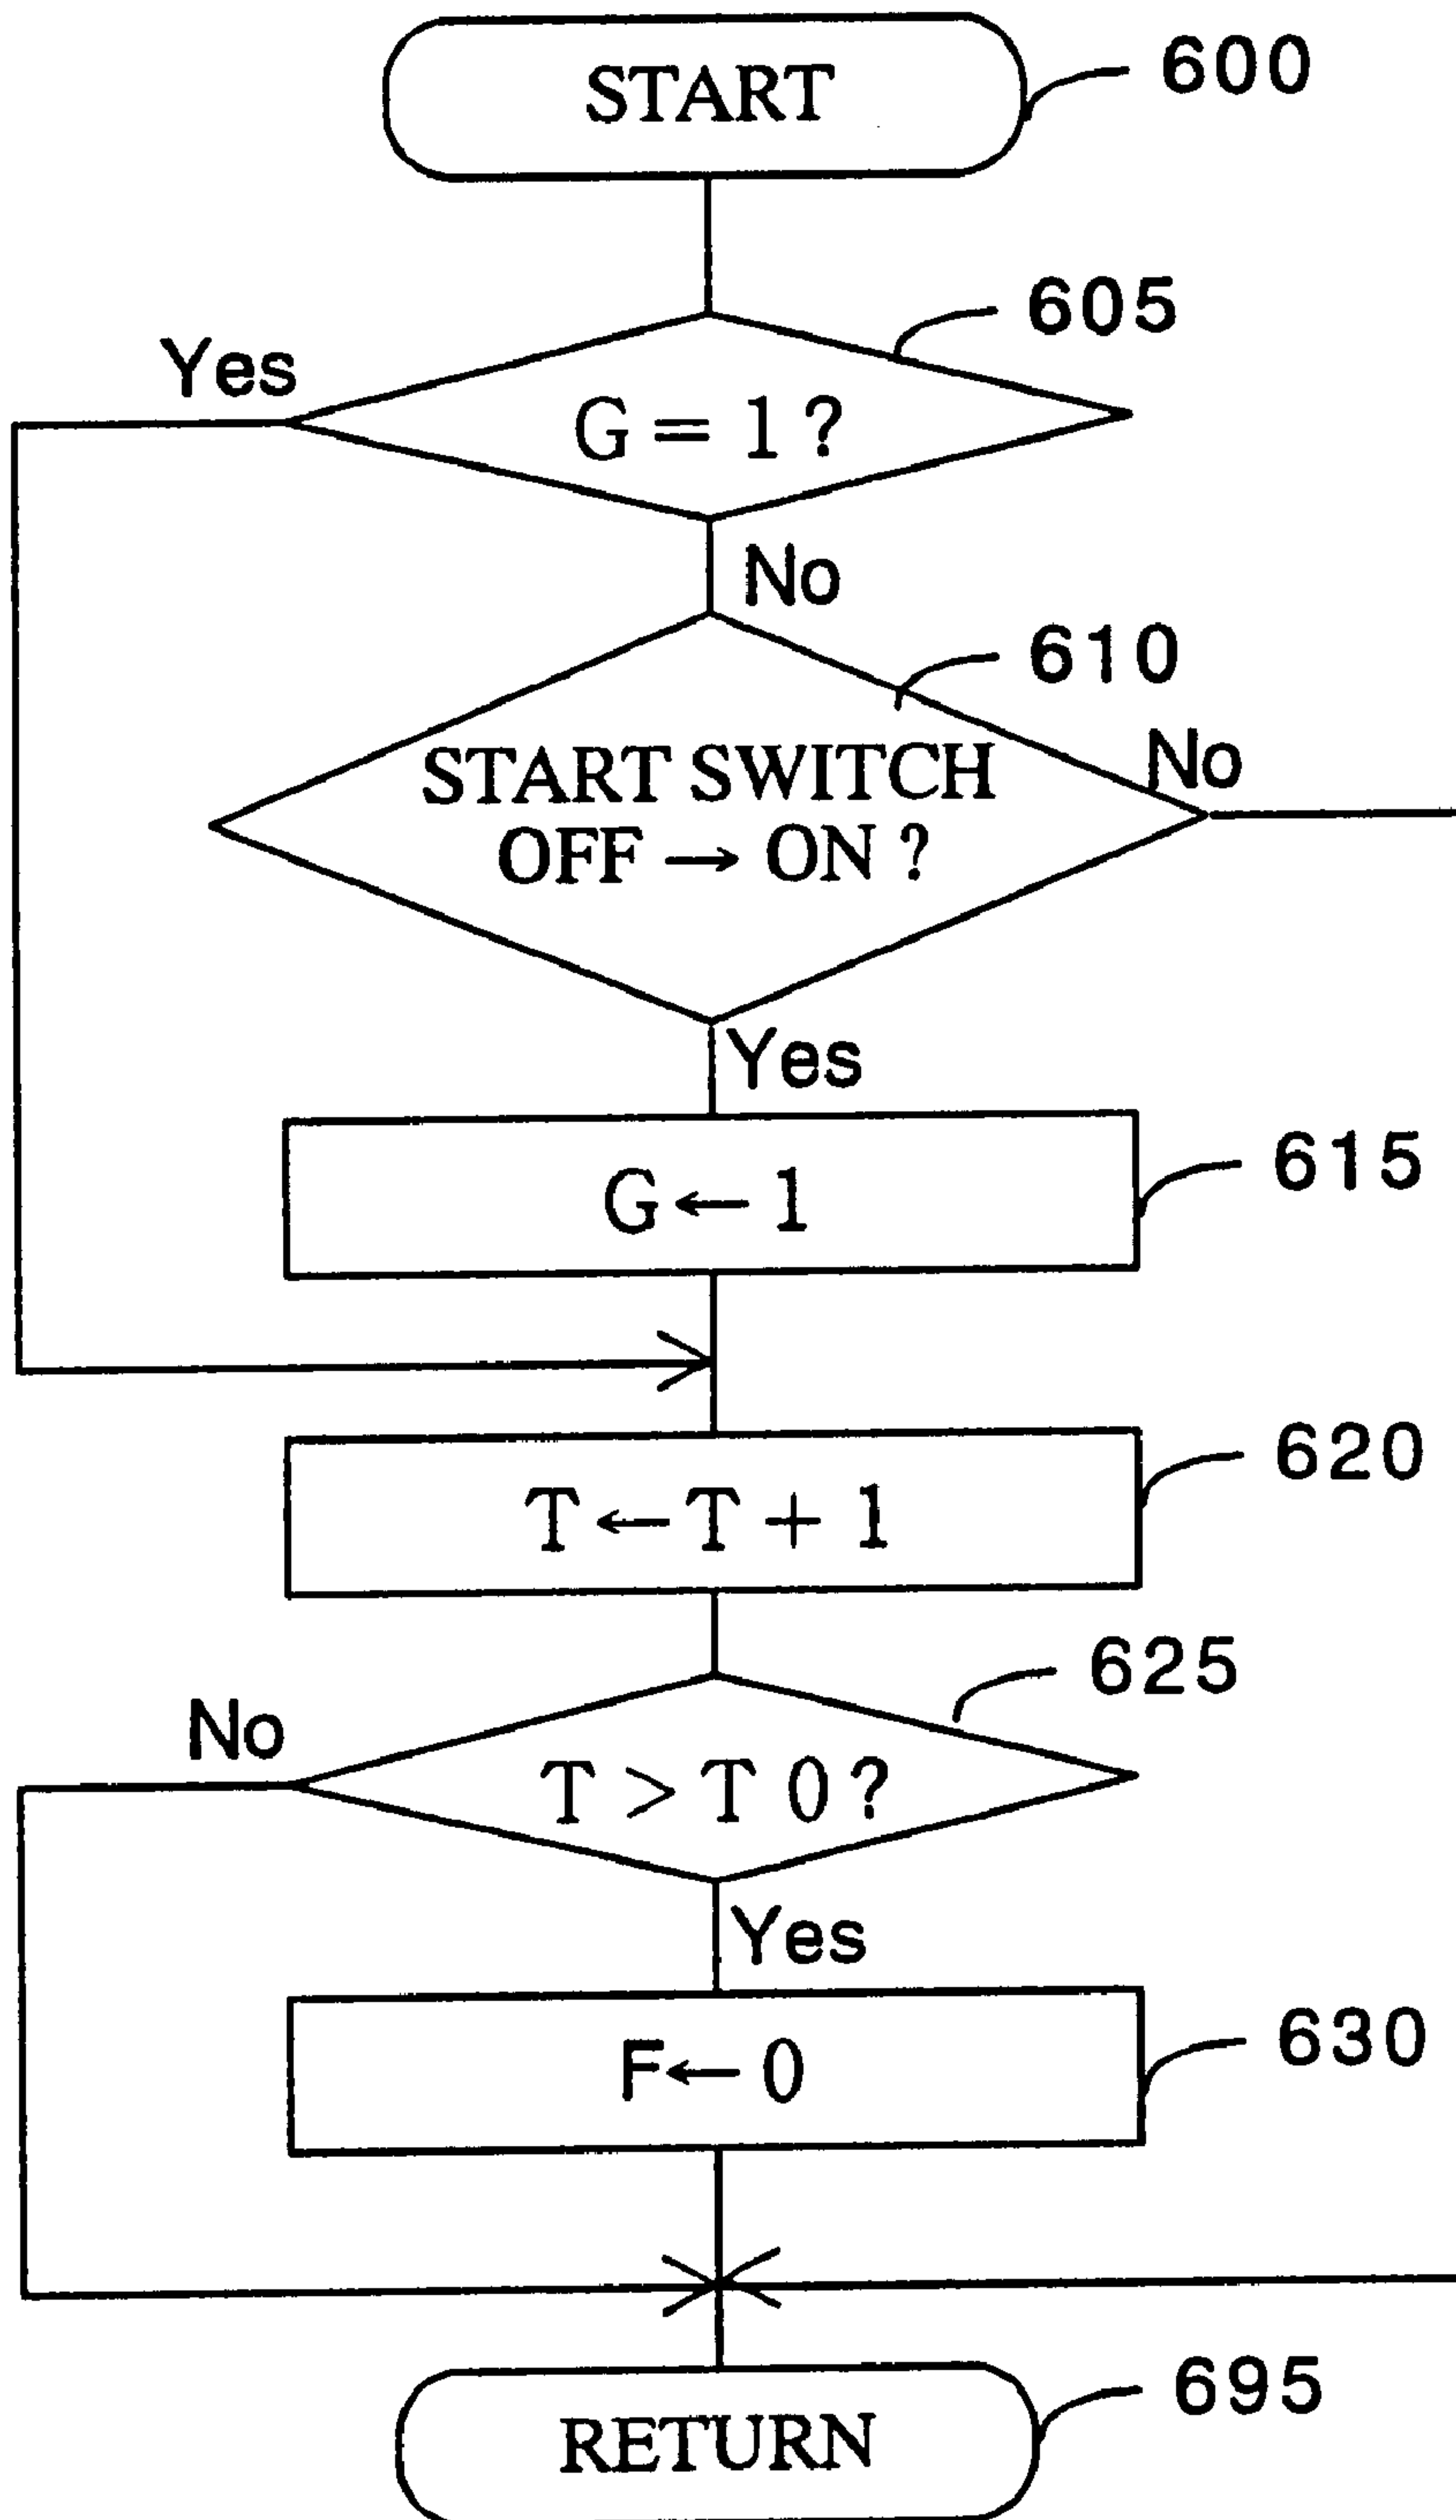 START
600
605
Yes
G = 1 ?
No
610
No
START SWITCH
OFF → ON ?
Yes
615
G ← 1
620
T ← T + 1
625
No
T > T 0 ?
Yes
630
F ← 0
695
RETURN